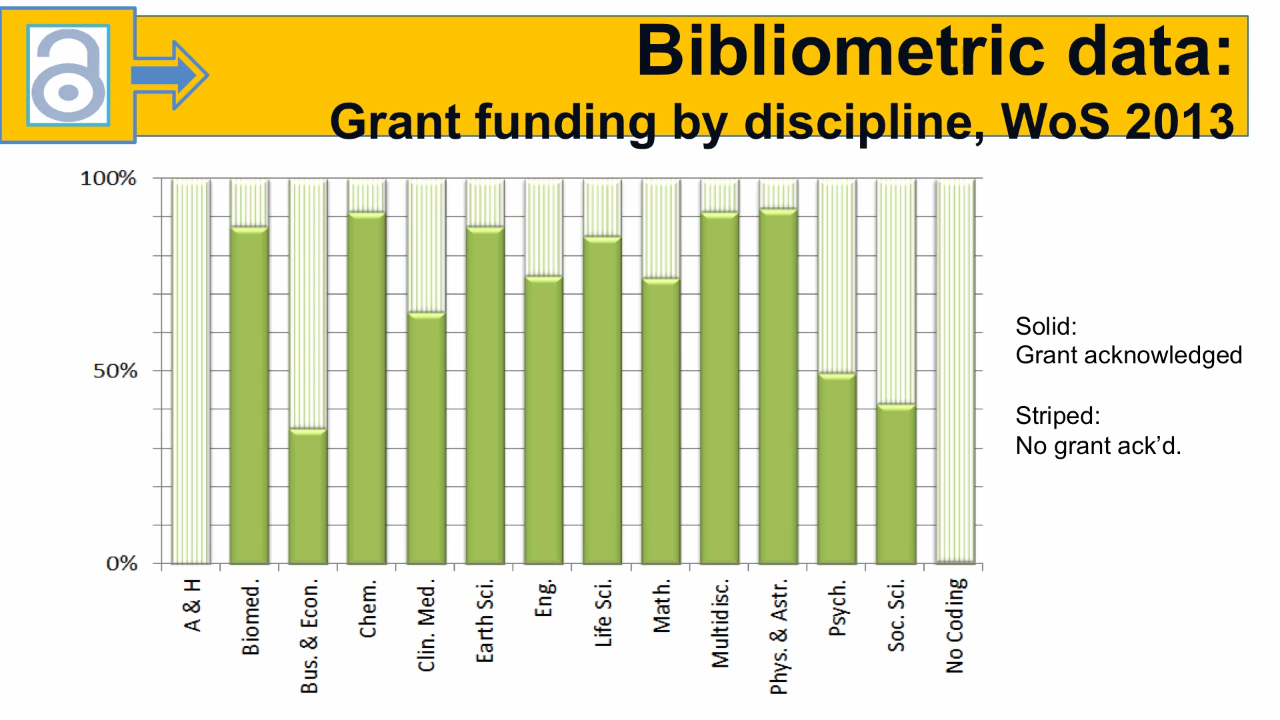 Bibliometric data:
Grant funding by discipline, WoS 2013
100%
50%
0%
A & H
Biomed.
Bus. & Econ.
Chem.
Clin. Med.
Earth Sci.
Eng.
Life Sci.
Math.
Multidisc.
Phys. & Astr.
Psych.
Soc. Sci.
No Coding
Solid:
Grant acknowledged
Striped:
No grant ack’d.